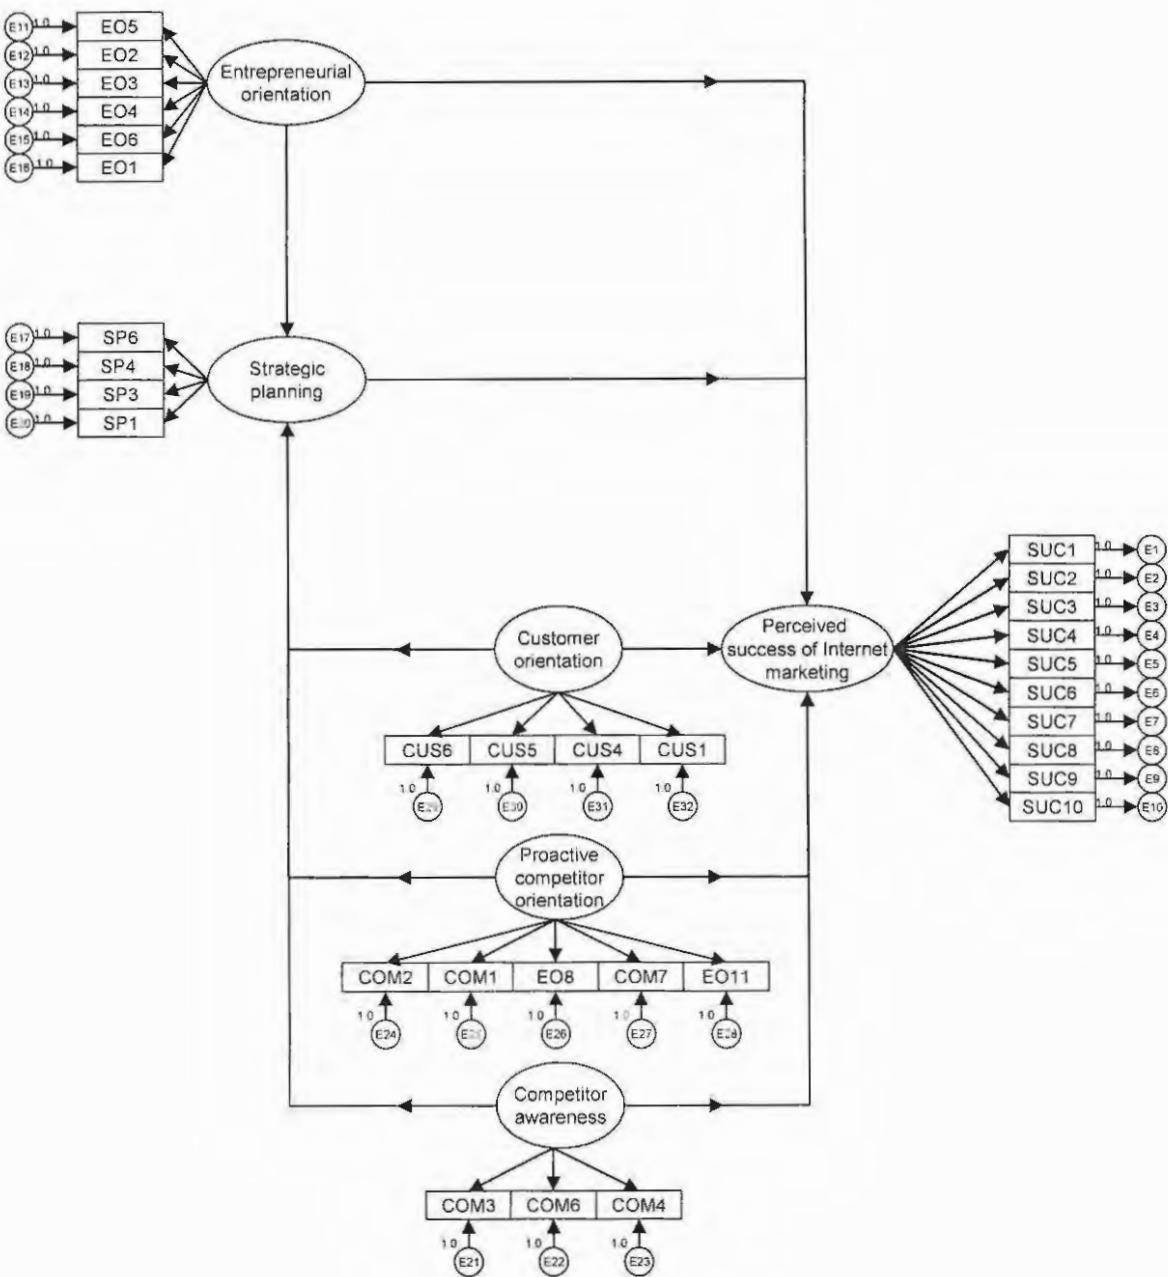 E11 1.0 EO5
E12 1.0 EO2
E13 1.0 EO3
E14 1.0 EO4
E15 1.0 EO6
E16 1.0 EO1
Entrepreneurial
orientation
E17 1.0 SP6
E18 1.0 SP4
E19 1.0 SP3
1.0 SP1
Strategic
planning
SUC1 1.0 E1
SUC2 1.0 E2
SUC3 1.0 E3
SUC4 1.0 E4
SUC5 1.0 E5
SUC6 1.0 E6
SUC7 1.0 E7
SUC8 1.0 E8
SUC9 1.0 E9
SUC10 1.0 E10
Perceived
success of Internet
marketing
Customer
orientation
CUS6 CUS5 CUS4 CUS1
1.0 1.0 1.0 1.0
E29 E30 E31 E32
Proactive
competitor
orientation
COM2 COM1 EO8 COM7 EO11
1.0 1.0 1.0 1.0 1.0
E24 E25 E26 E27 E28
Competitor
awareness
COM3 COM6 COM4
1.0 1.0 1.0
E21 E22 E23